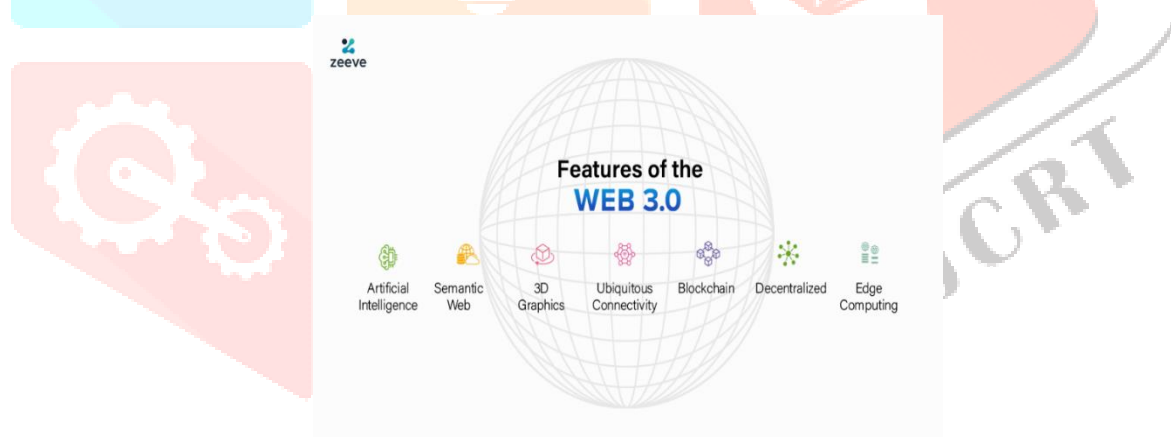 zeeve
Features of the
WEB 3.0
Artificial
Intelligence
Semantic
Web
3D
Graphics
Ubiquitous
Connectivity
Blockchain
Decentralized
Edge
Computing
CRT